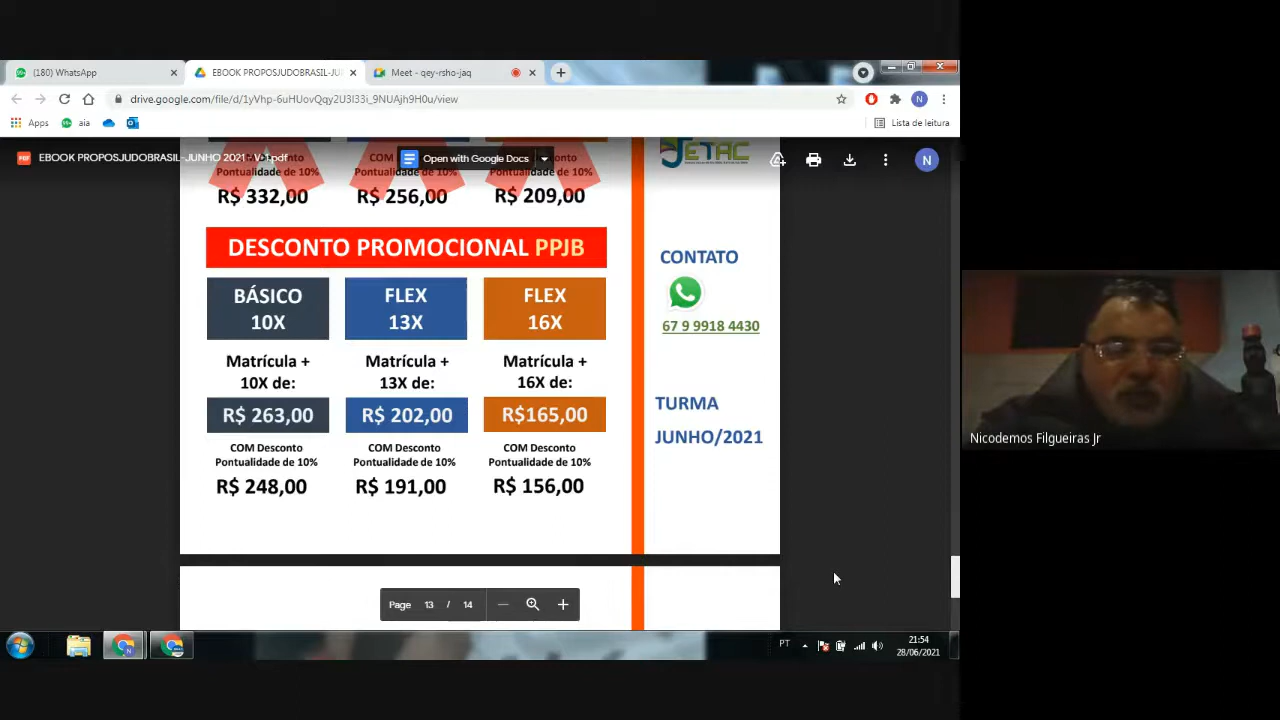 (180) WhatsApp
EBOOK PROPOSJUDOBRASIL-JU
Meet - qey-rsho-jaq
drive.google.com/file/d/1yVhp-6uHUovQqy2U3l33i_9NUAjh9H0u/view
N
Apps
aia
Lista de leitura
EBOOK PROPOSJUDOBRASIL-JUNHO 2021 - V-1.pdf
Open with Google Docs
N
JETAC
Pontualidade de 10%
Pontualidade de 10%
Pontualidade de 10%
R$ 332,00
R$ 256,00
R$ 209,00
DESCONTO PROMOCIONAL PPJB
BÁSICO
10X
FLEX
13X
FLEX
16X
Matrícula +
10X de:
Matrícula +
13X de:
Matrícula +
16X de:
R$ 263,00
R$ 202,00
R$165,00
COM Desconto
Pontualidade de 10%
COM Desconto
Pontualidade de 10%
COM Desconto
Pontualidade de 10%
R$ 248,00
R$ 191,00
R$ 156,00
CONTATO
67 9 9918 4430
TURMA
JUNHO/2021
Page 13 / 14
Nicodemos Filgueiras Jr
PT
21:54
28/06/2021